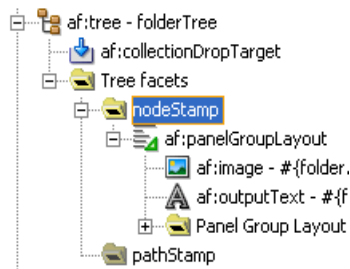 af:tree - folderTree
af:collectionDropTarget
Tree facets
nodeStamp
af:panelGroupLayout
af:image - #{folder.
af:outputText - #{f
Panel Group Layout
pathStamp